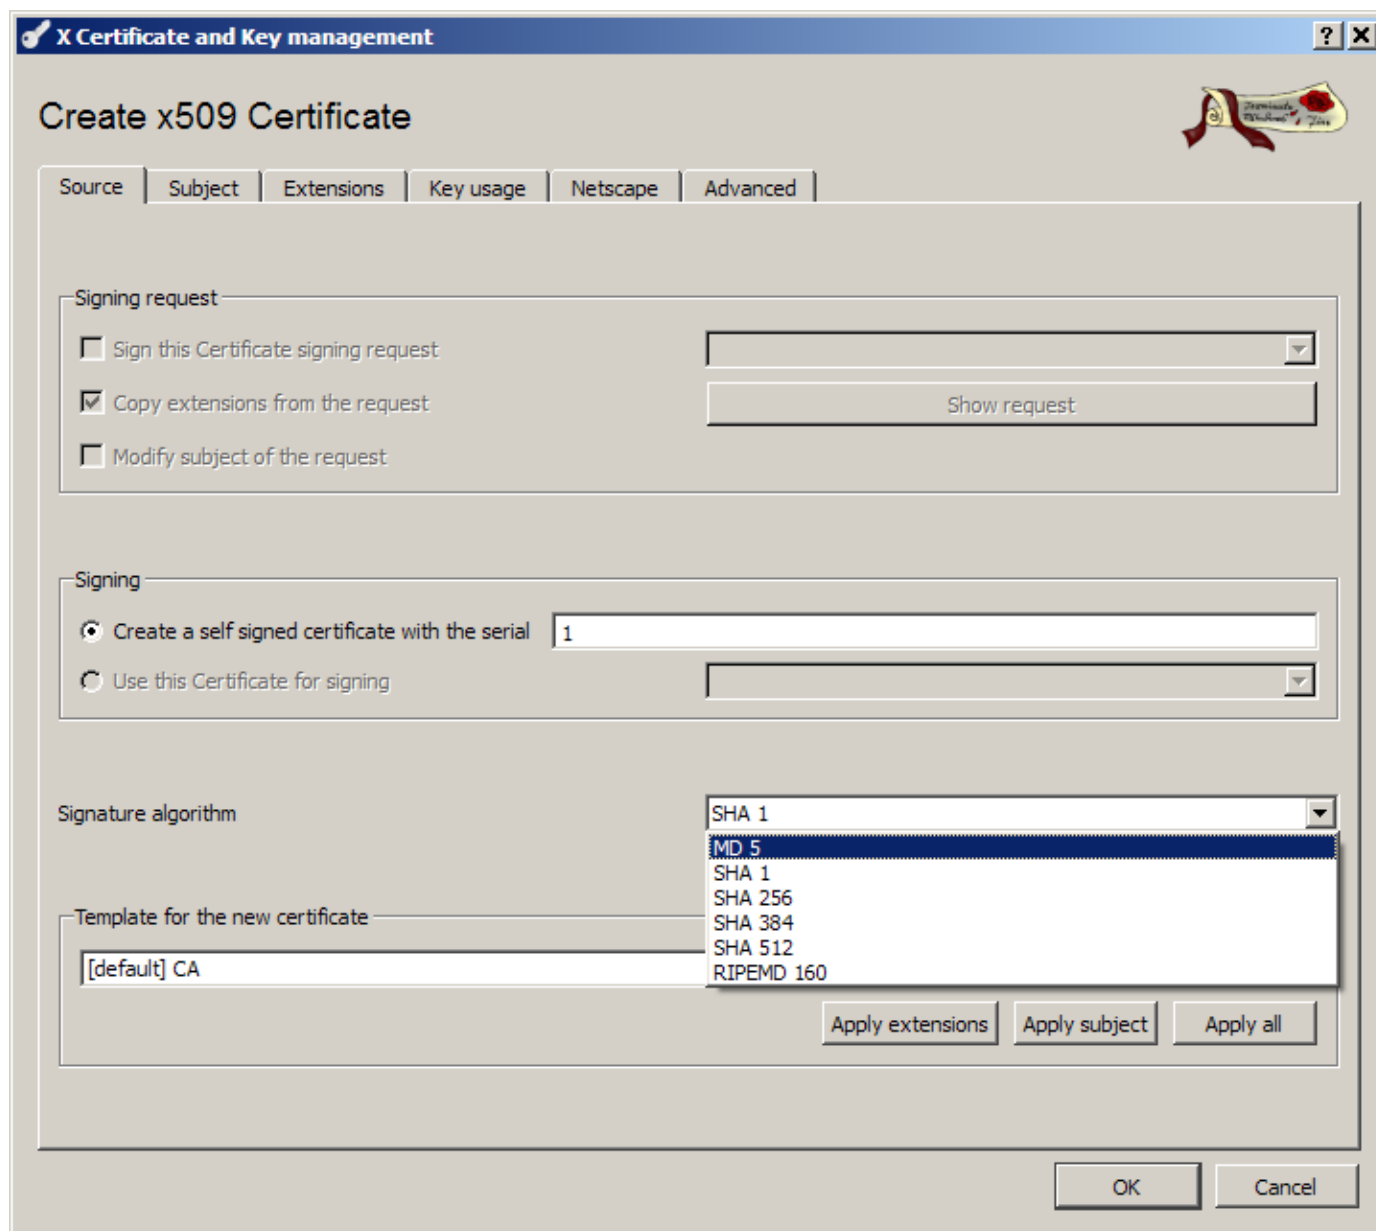 X Certificate and Key management
Create x509 Certificate
Source Subject Extensions Key usage Netscape Advanced
Signing request
Sign this Certificate signing request
Copy extensions from the request Show request
Modify subject of the request
Signing
Create a self signed certificate with the serial 1
Use this Certificate for signing
Signature algorithm SHA 1
MD 5
SHA 1
SHA 256
SHA 384
SHA 512
RIPEMD 160
Template for the new certificate
[default] CA
Apply extensions Apply subject Apply all
OK Cancel